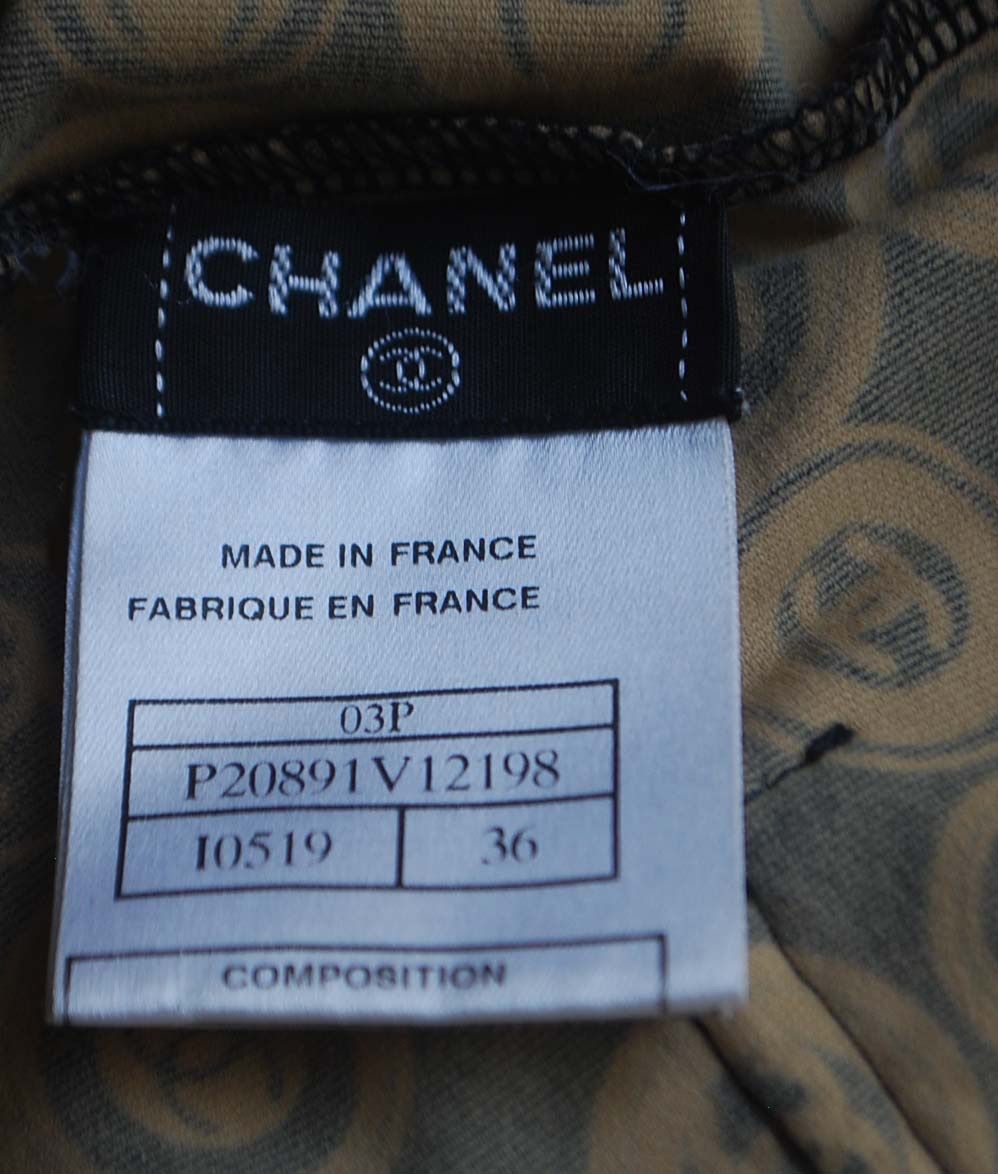 CHANEL
MADE IN FRANCE
FABRIQUE EN FRANCE
03P
P20891V12198
I0519 36
COMPOSITION